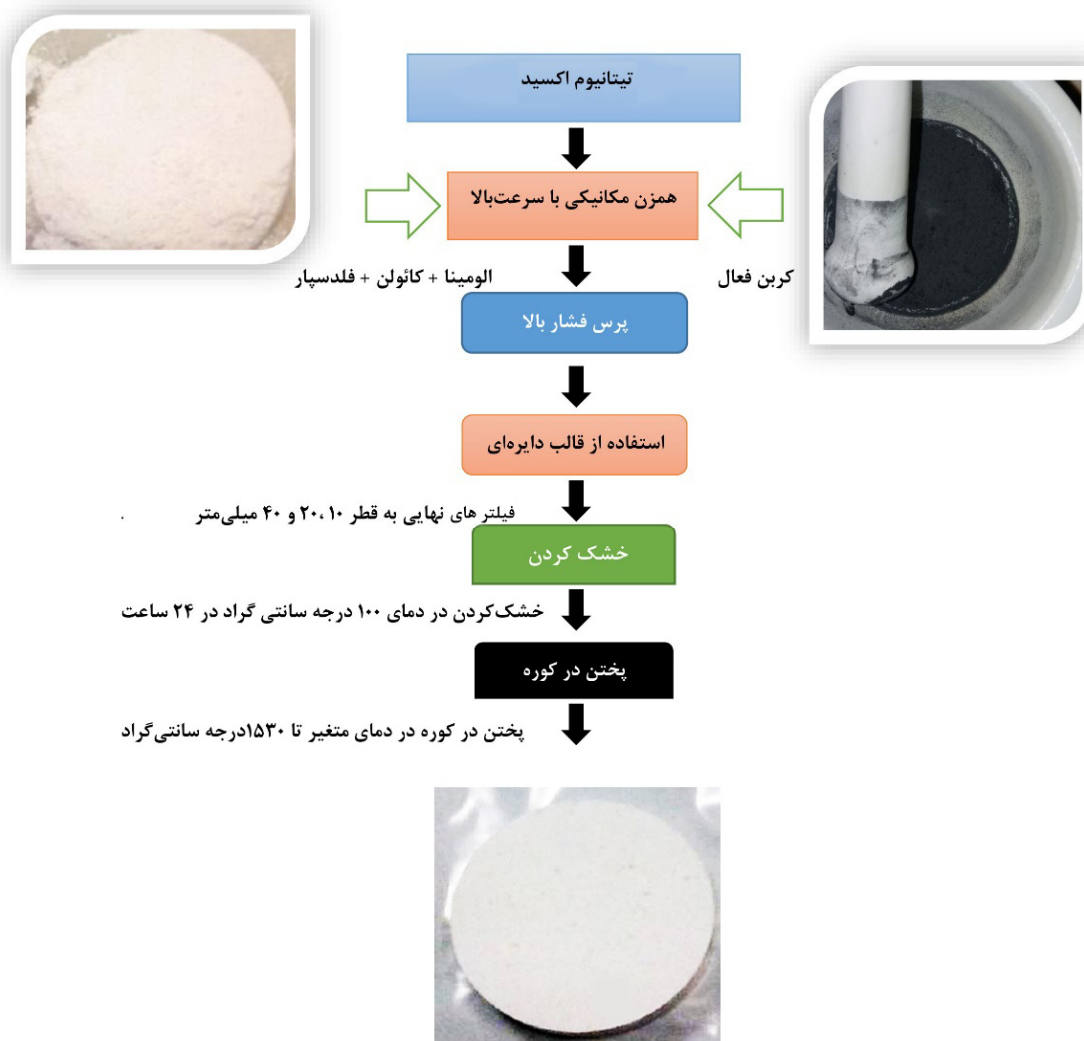 تیتانیوم اکسید
همزن مکانیکی با سرعت‌بالا
الومینا + کائولن + فلدسپار
کربن فعال
پرس فشار بالا
استفاده از قالب دایره‌ای
فیلتر های نهایی به قطر ۱۰ ،۲۰ و ۴۰ میلی‌متر .
خشک کردن
خشک‌کردن در دمای ۱۰۰ درجه سانتی گراد در ۲۴ ساعت
پختن در کوره
پختن در کوره در دمای متغیر تا ۱۵۳۰درجه سانتی‌گراد